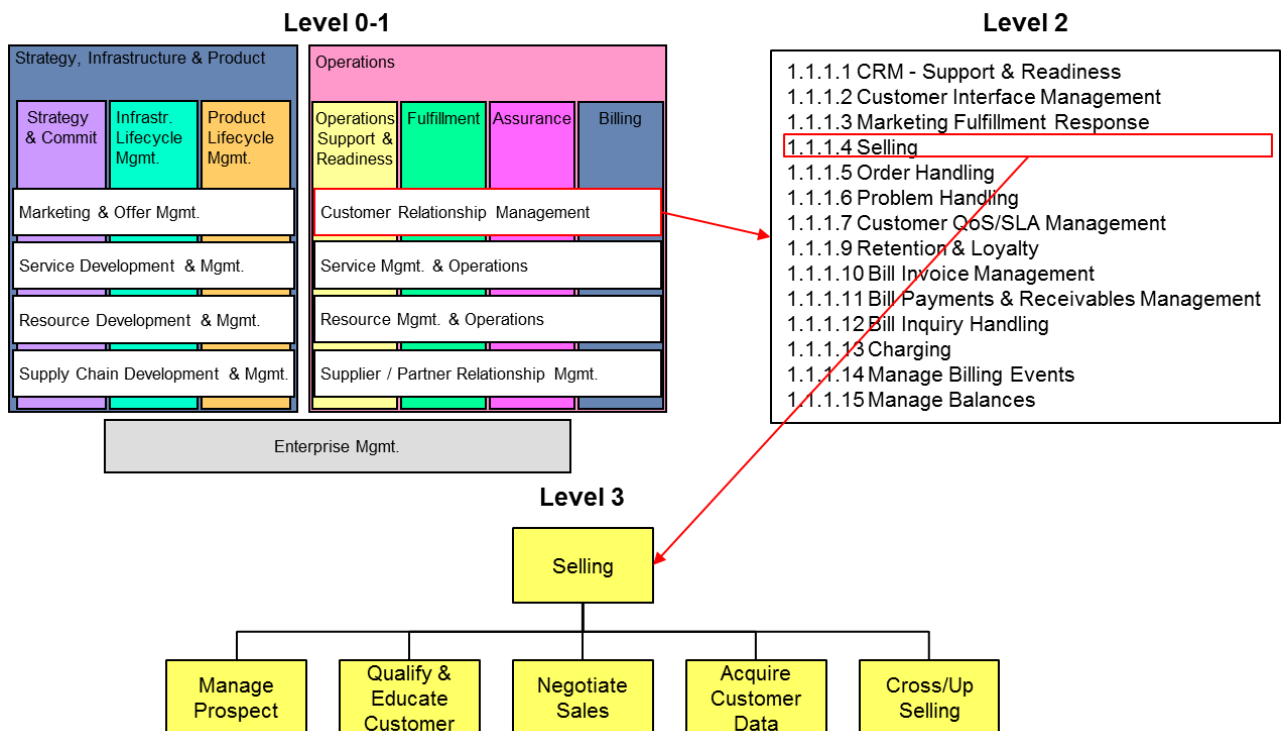 Level 0-1
Strategy, Infrastructure & Product
Strategy
& Commit
Infrastr.
Lifecycle
Mgmt.
Product
Lifecycle
Mgmt.
Marketing & Offer Mgmt.
Service Development & Mgmt.
Resource Development & Mgmt.
Supply Chain Development & Mgmt.
Operations
Operations
Support &
Readiness
Fulfillment
Assurance
Billing
Customer Relationship Management
Service Mgmt. & Operations
Resource Mgmt. & Operations
Supplier / Partner Relationship Mgmt.
Enterprise Mgmt.
Level 2
1.1.1.1 CRM - Support & Readiness
1.1.1.2 Customer Interface Management
1.1.1.3 Marketing Fulfillment Response
1.1.1.4 Selling
1.1.1.5 Order Handling
1.1.1.6 Problem Handling
1.1.1.7 Customer QoS/SLA Management
1.1.1.9 Retention & Loyalty
1.1.1.10 Bill Invoice Management
1.1.1.11 Bill Payments & Receivables Management
1.1.1.12 Bill Inquiry Handling
1.1.1.13 Charging
1.1.1.14 Manage Billing Events
1.1.1.15 Manage Balances
Level 3
Selling
Manage
Prospect
Qualify &
Educate
Customer
Negotiate
Sales
Acquire
Customer
Data
Cross/Up
Selling